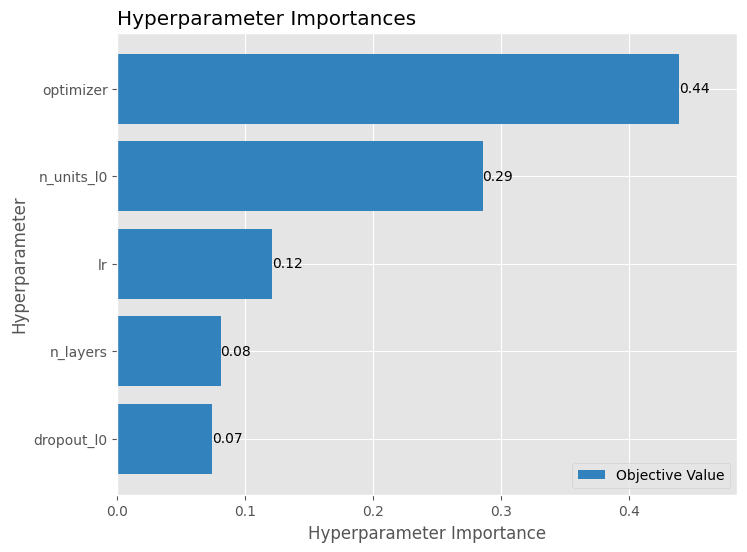 Hyperparameter Importances
optimizer
0.44
n_units_l0
0.29
lr
0.12
n_layers
0.08
dropout_l0
0.07
Hyperparameter
Objective Value
0.0 0.1 0.2 0.3 0.4
Hyperparameter Importance